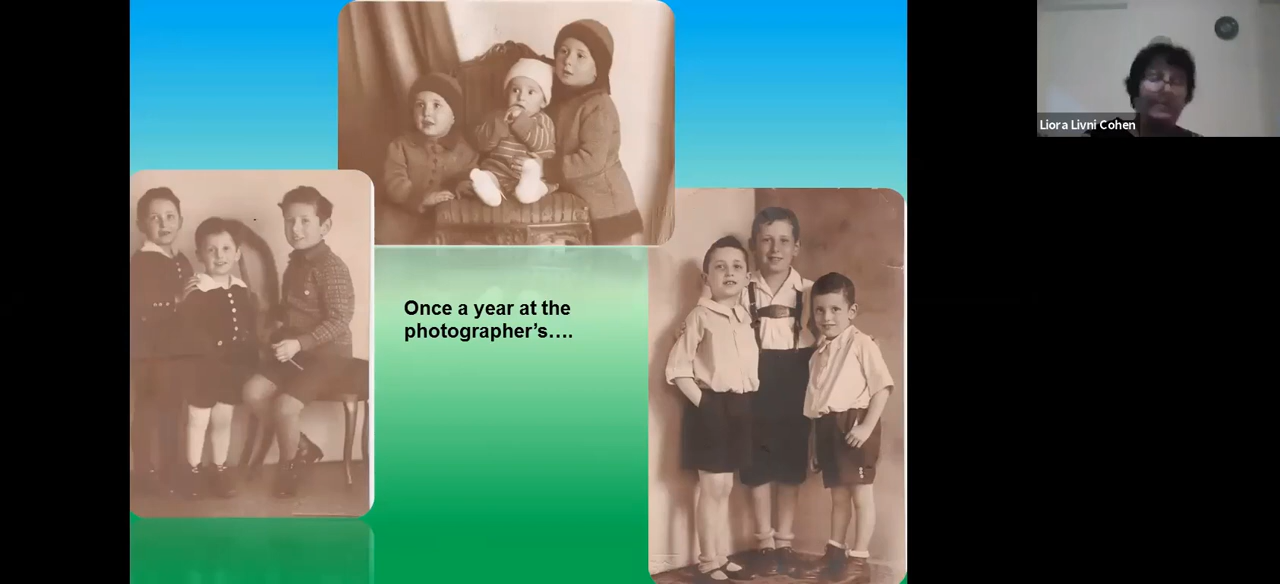 Liora Livni Cohen
Once a year at the
photographer's….